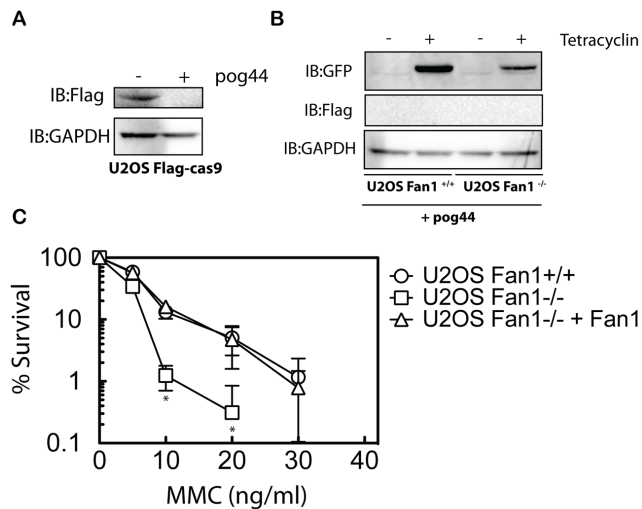 A
- + pog44
IB:Flag
IB:GAPDH
U2OS Flag-cas9
B
- + - + Tetracyclin
IB:GFP
IB:Flag
IB:GAPDH
U2OS Fan1 +/+ U2OS Fan1 -/-
+ pog44
C
% Survival
100
10
1
0.1
0 10 20 30 40
MMC (ng/ml)
* *
U2OS Fan1+/+
U2OS Fan1-/-
U2OS Fan1-/- + Fan1